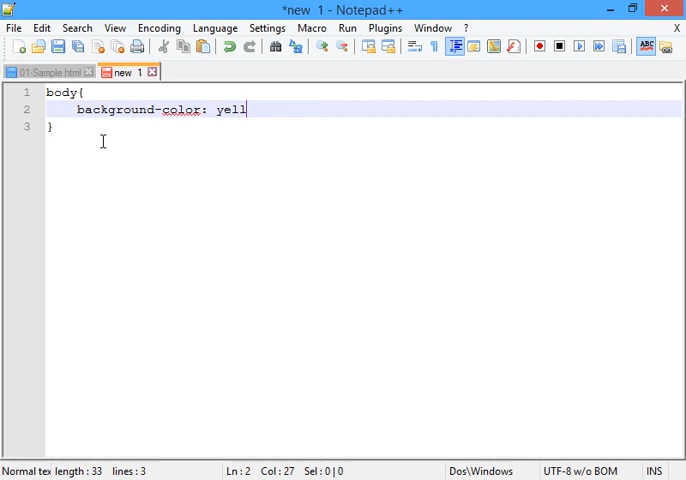 *new 1 - Notepad++
File Edit Search View Encoding Language Settings Macro Run Plugins Window ? X
ABC
01-Sample.html new 1
1 body{
2 background-color: yell
3 }
Normal tex length : 33 lines : 3 Ln : 2 Col : 27 Sel : 0 | 0 Dos\Windows UTF-8 w/o BOM INS